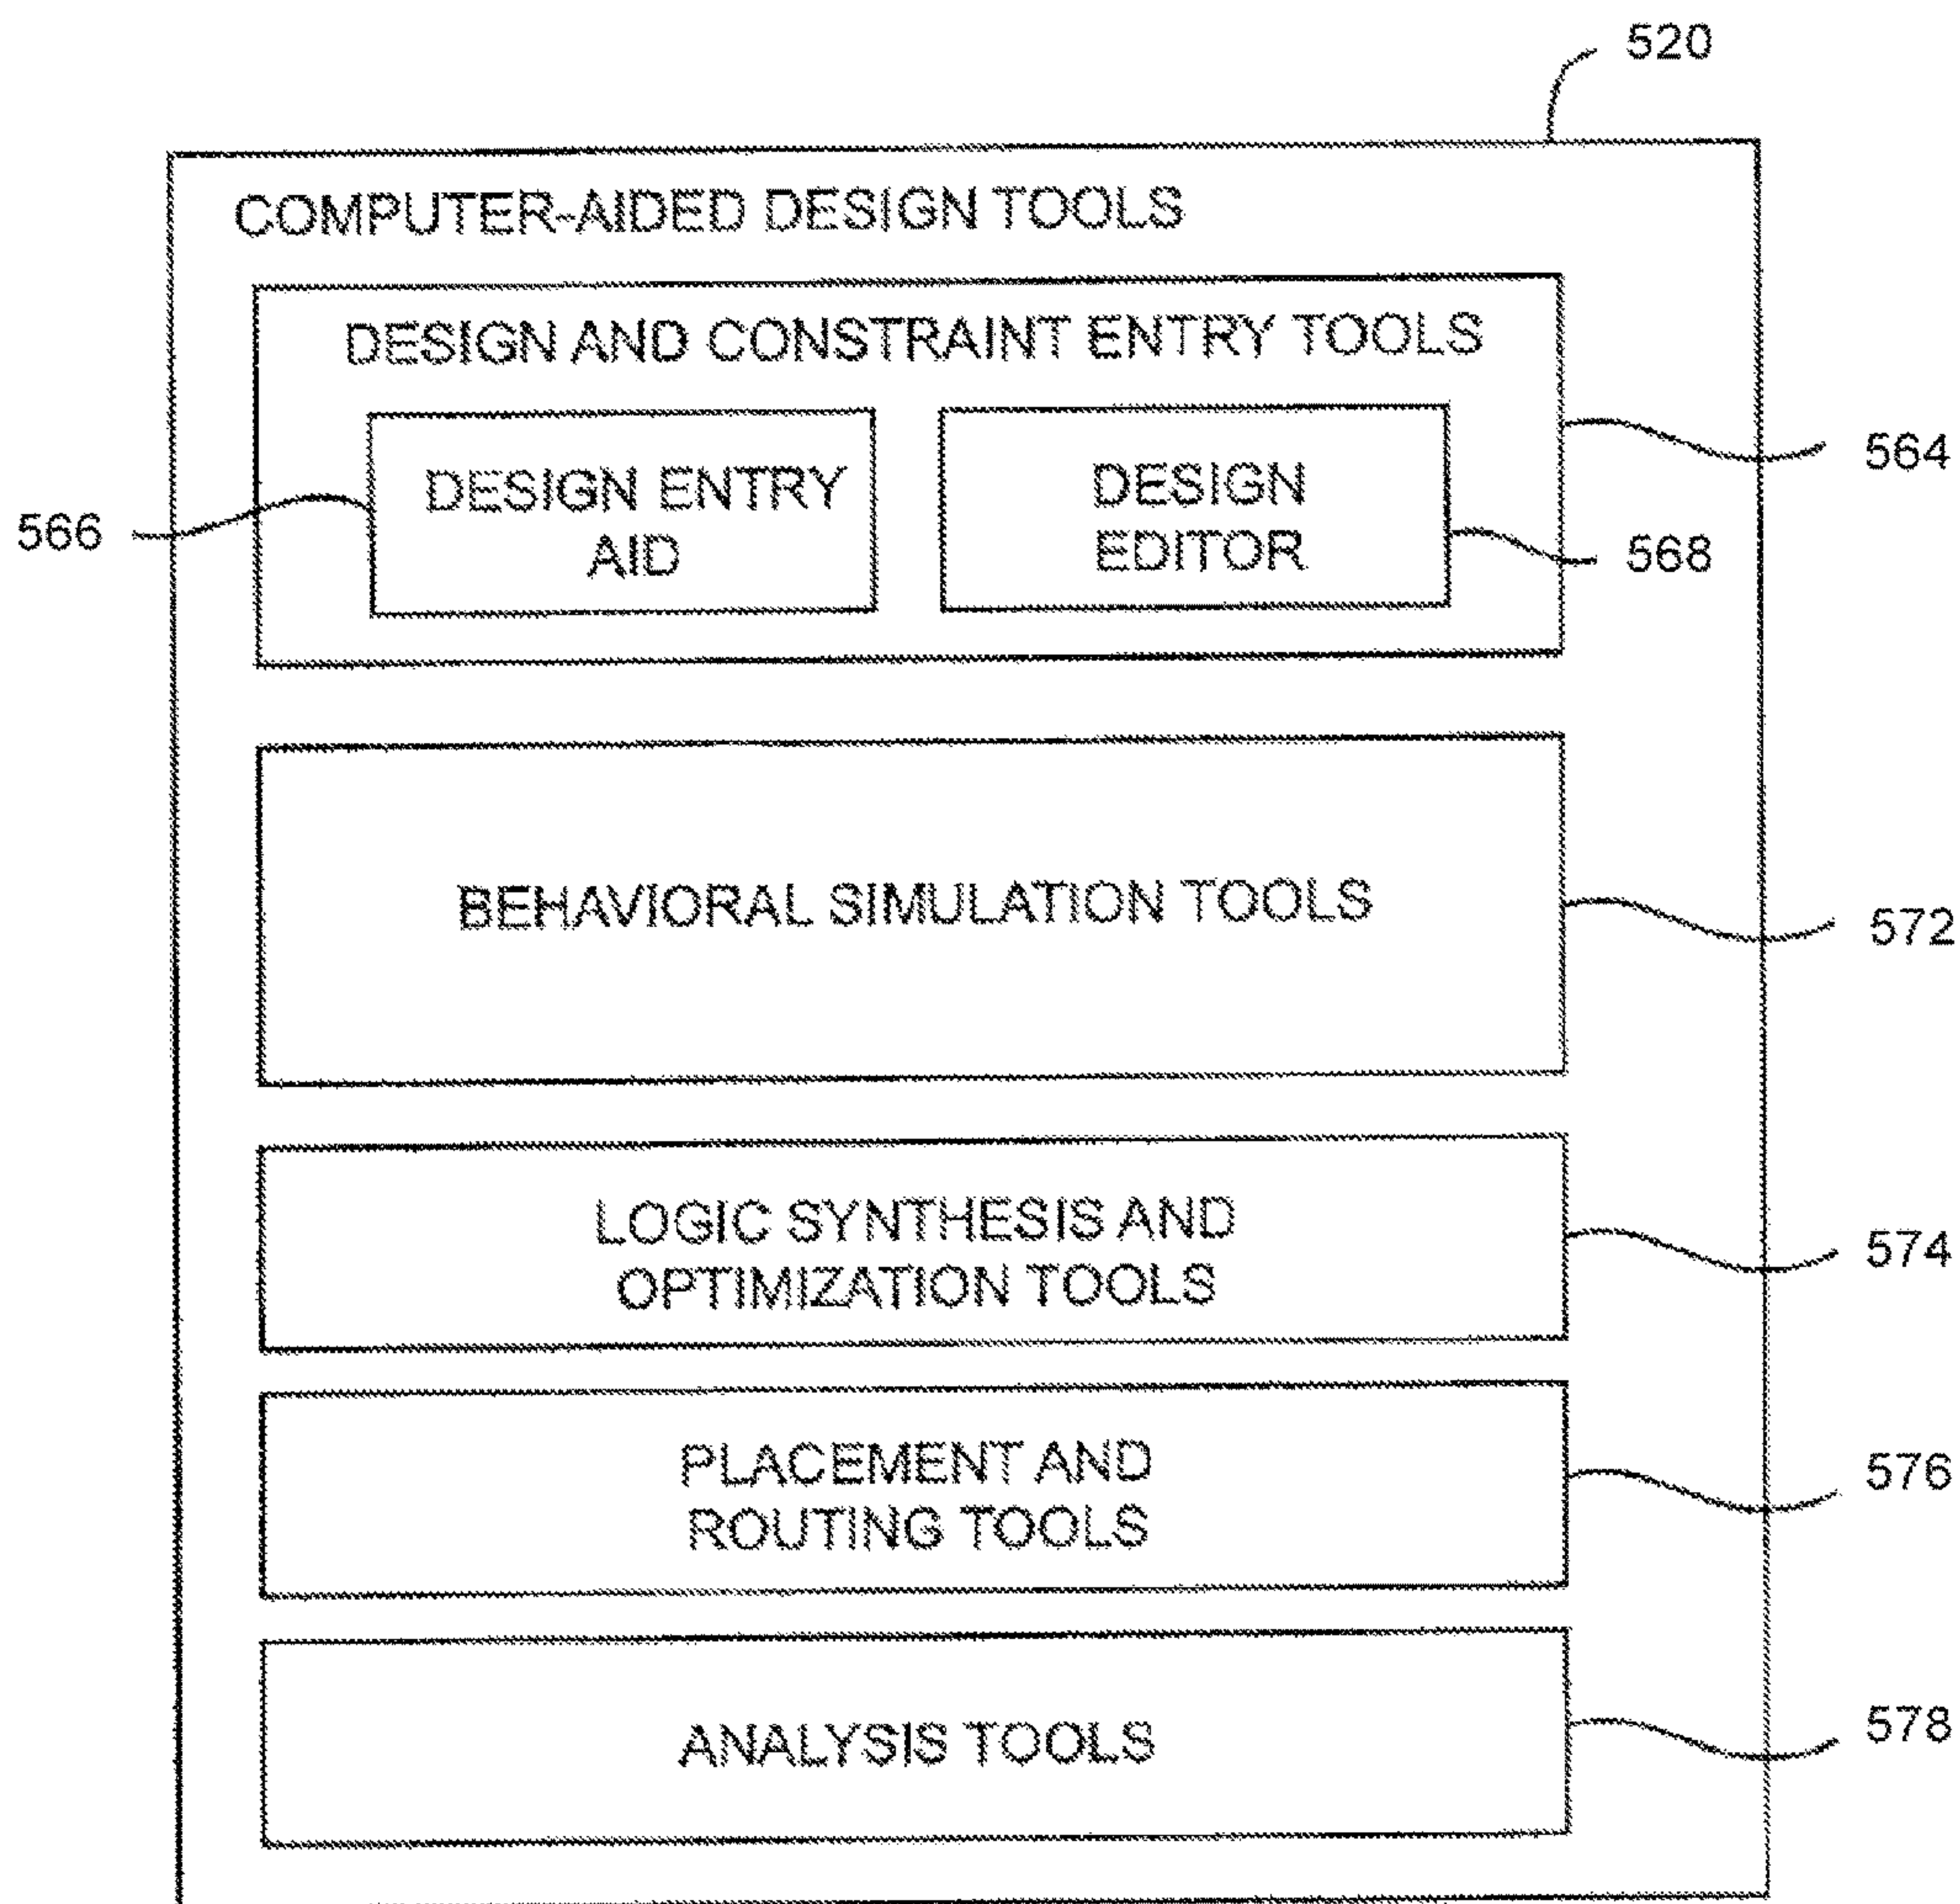 520
COMPUTER-AIDED DESIGN TOOLS
DESIGN AND CONSTRAINT ENTRY TOOLS
564
566
DESIGN ENTRY
AID
DESIGN
EDITOR
568
BEHAVIORAL SIMULATION TOOLS
572
LOGIC SYNTHESIS AND
OPTIMIZATION TOOLS
574
PLACEMENT AND
ROUTING TOOLS
576
ANALYSIS TOOLS
578